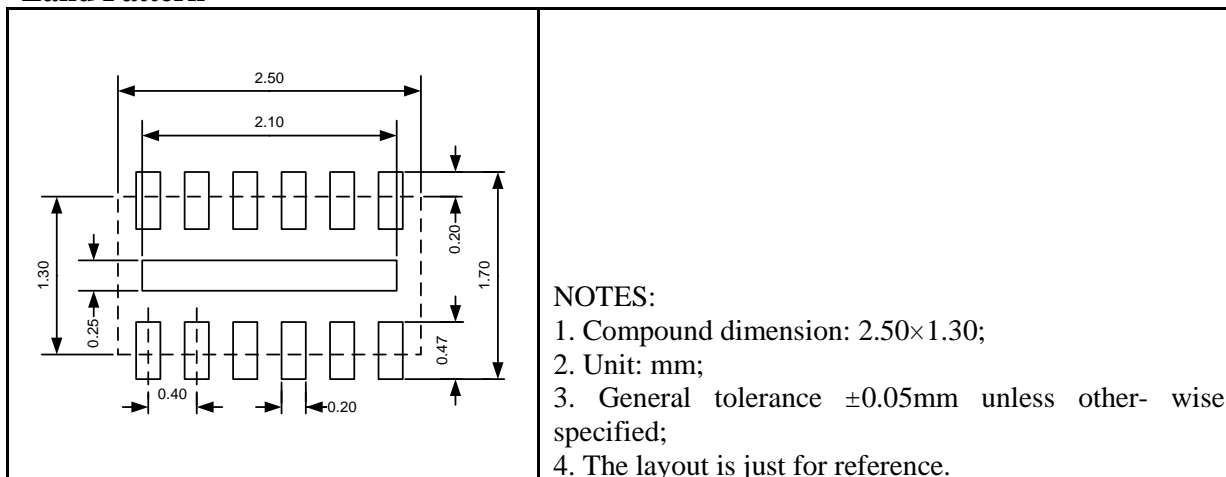 2.50
2.10
0.20
1.30
1.70
0.25
0.47
0.40
0.20
NOTES:
1. Compound dimension: 2.50×1.30;
2. Unit: mm;
3. General tolerance ±0.05mm unless other- wise
specified;
4. The layout is just for reference.